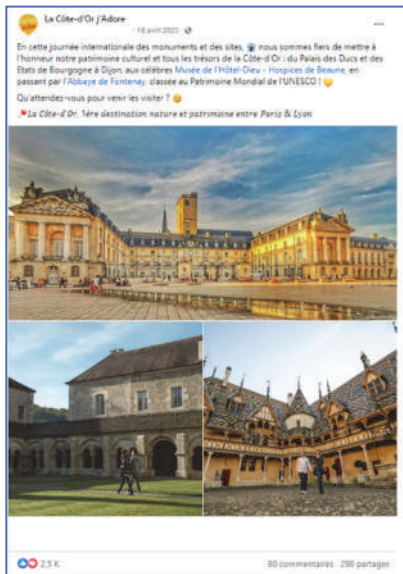 La Côte-d'Or j'Adore
18 avril 2023
En cette journée internationale des monuments et des sites, nous sommes fiers de mettre à
l'honneur notre patrimoine culturel et tous les trésors de la Côte-d'Or : du Palais des Ducs et des
Etats de Bourgogne à Dijon, aux célèbres Musée de l'Hôtel-Dieu - Hospices de Beaune, en
passant par l'Abbaye de Fontenay, classée au Patrimoine Mondial de l'UNESCO !
Qu'attendez-vous pour venir les visiter ?
La Côte-d'Or, 1ère destination nature et patrimoine entre Paris & Lyon
2,5 K
80 commentaires 298 partages